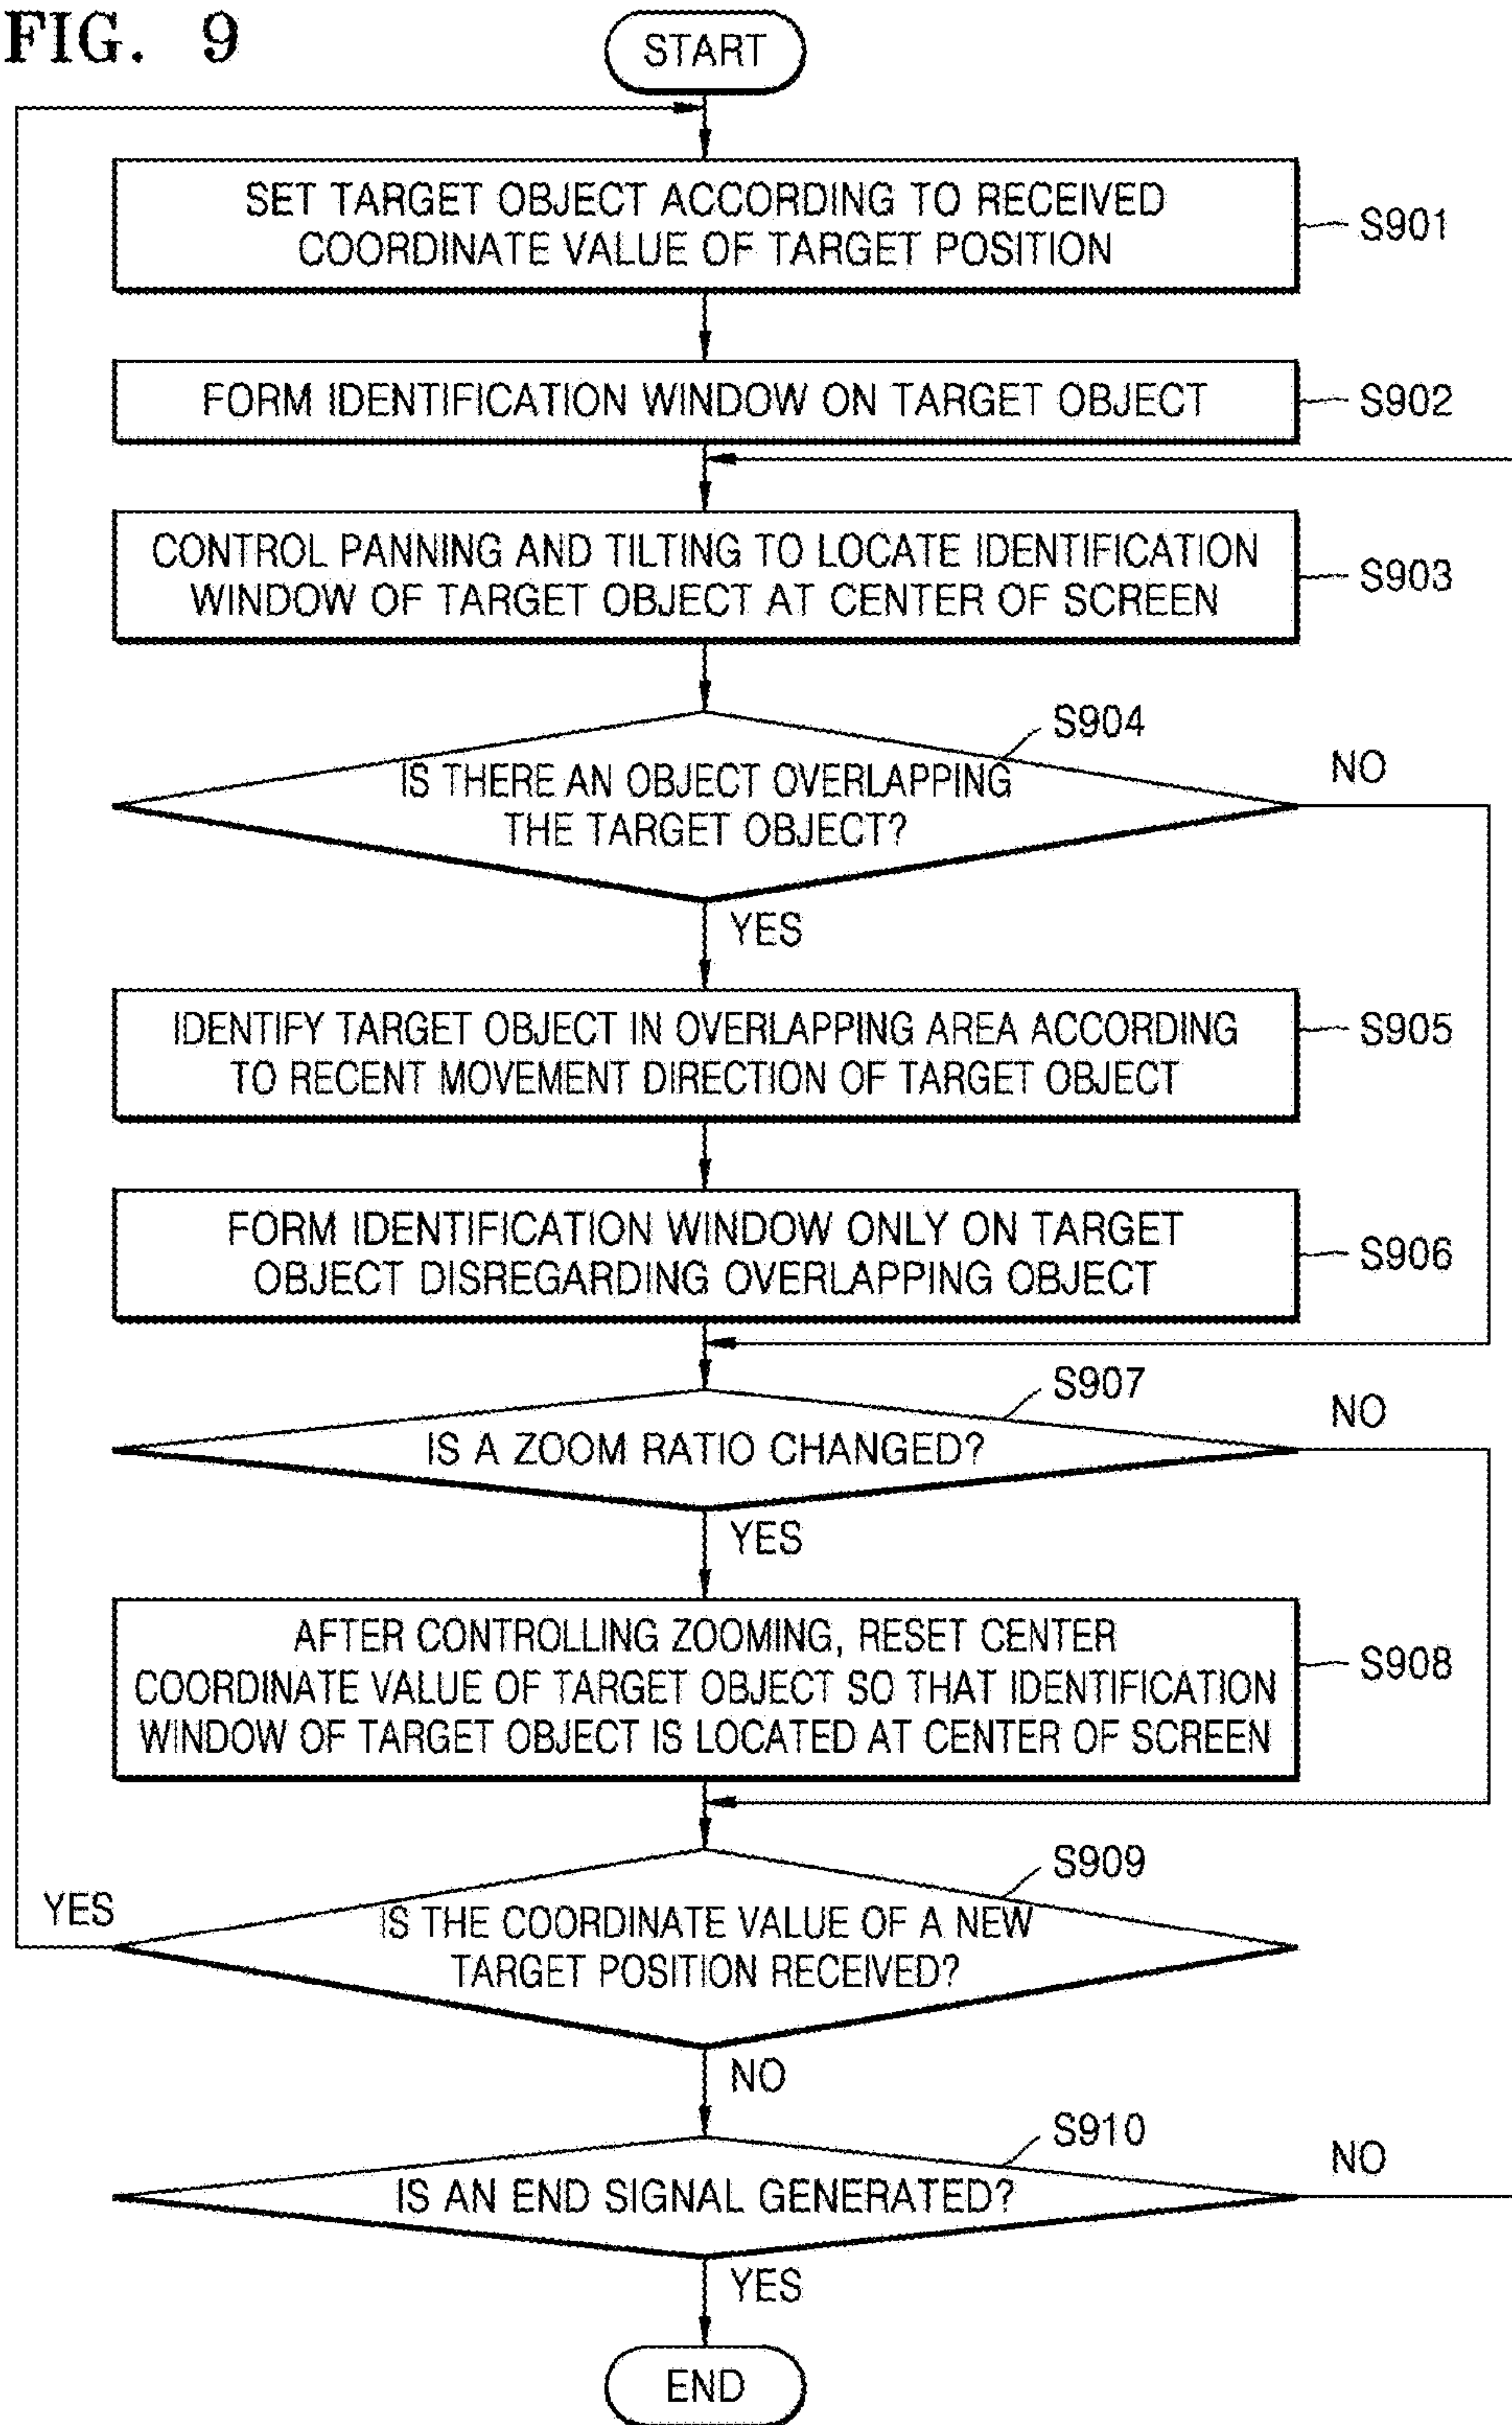 FIG. 9
START
SET TARGET OBJECT ACCORDING TO RECEIVED
COORDINATE VALUE OF TARGET POSITION
S901
FORM IDENTIFICATION WINDOW ON TARGET OBJECT
S902
CONTROL PANNING AND TILTING TO LOCATE IDENTIFICATION
WINDOW OF TARGET OBJECT AT CENTER OF SCREEN
S903
S904
IS THERE AN OBJECT OVERLAPPING
THE TARGET OBJECT?
NO
YES
IDENTIFY TARGET OBJECT IN OVERLAPPING AREA ACCORDING
TO RECENT MOVEMENT DIRECTION OF TARGET OBJECT
S905
FORM IDENTIFICATION WINDOW ONLY ON TARGET
OBJECT DISREGARDING OVERLAPPING OBJECT
S906
S907
IS A ZOOM RATIO CHANGED?
NO
YES
AFTER CONTROLLING ZOOMING, RESET CENTER
COORDINATE VALUE OF TARGET OBJECT SO THAT IDENTIFICATION
WINDOW OF TARGET OBJECT IS LOCATED AT CENTER OF SCREEN
S908
S909
YES
IS THE COORDINATE VALUE OF A NEW
TARGET POSITION RECEIVED?
NO
S910
IS AN END SIGNAL GENERATED?
NO
YES
END